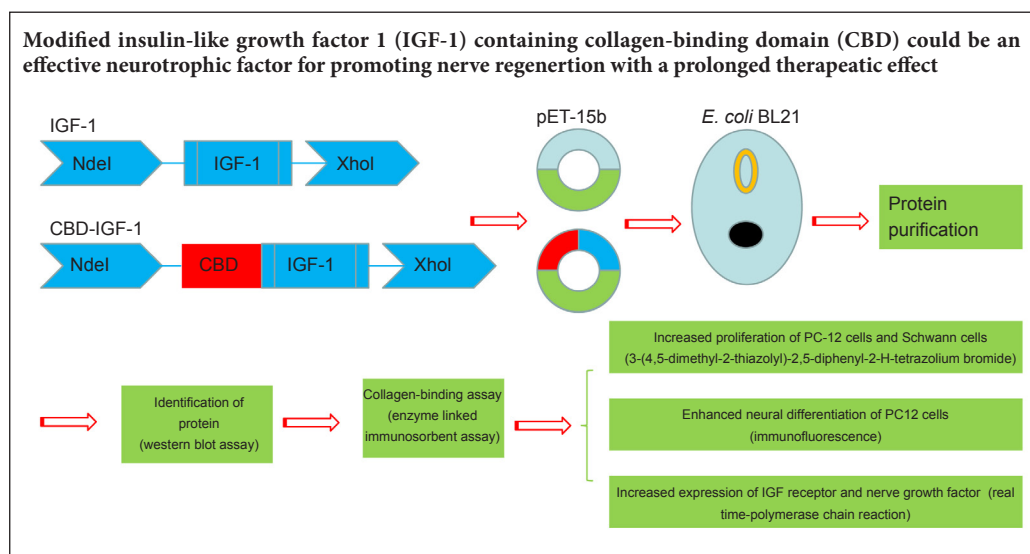 Modified insulin-like growth factor 1 (IGF-1) containing collagen-binding domain (CBD) could be an
effective neurotrophic factor for promoting nerve regenertion with a prolonged therapeutic effect
IGF-1
NdeI
IGF-1
XhoI
pET-15b
E. coli BL21
CBD-IGF-1
NdeI
CBD
IGF-1
XhoI
Protein
purification
Identification of
protein
(western blot assay)
Collagen-binding assay
(enzyme linked
immunosorbent assay)
Increased proliferation of PC-12 cells and Schwann cells
(3-(4,5-dimethyl-2-thiazolyl)-2,5-diphenyl-2-H-tetrazolium bromide)
Enhanced neural differentiation of PC12 cells
(immunofluorescence)
Increased expression of IGF receptor and nerve growth factor (real
time-polymerase chain reaction)